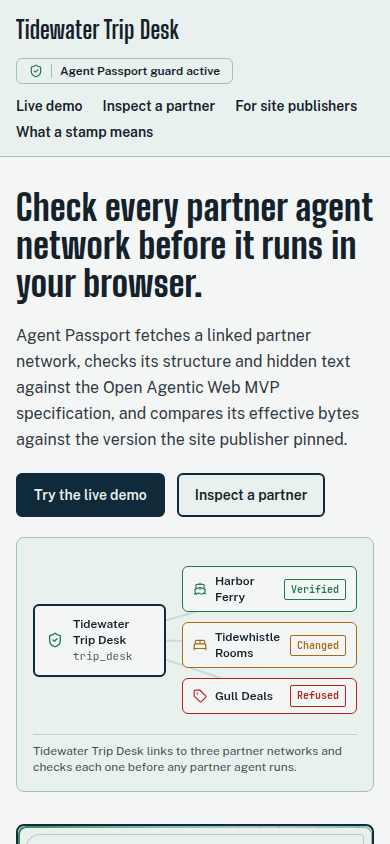 Tidewater Trip Desk
Agent Passport guard active
Live demo Inspect a partner For site publishers
What a stamp means
Check every partner agent
network before it runs in
your browser.
Agent Passport fetches a linked partner
network, checks its structure and hidden text
against the Open Agentic Web MVP
specification, and compares its effective bytes
against the version the site publisher pinned.
Try the live demo Inspect a partner
Tidewater
Trip Desk
trip_desk
Harbor
Ferry
Verified
Tidewhistle
Rooms
Changed
Gull Deals Refused
Tidewater Trip Desk links to three partner networks and
checks each one before any partner agent runs.